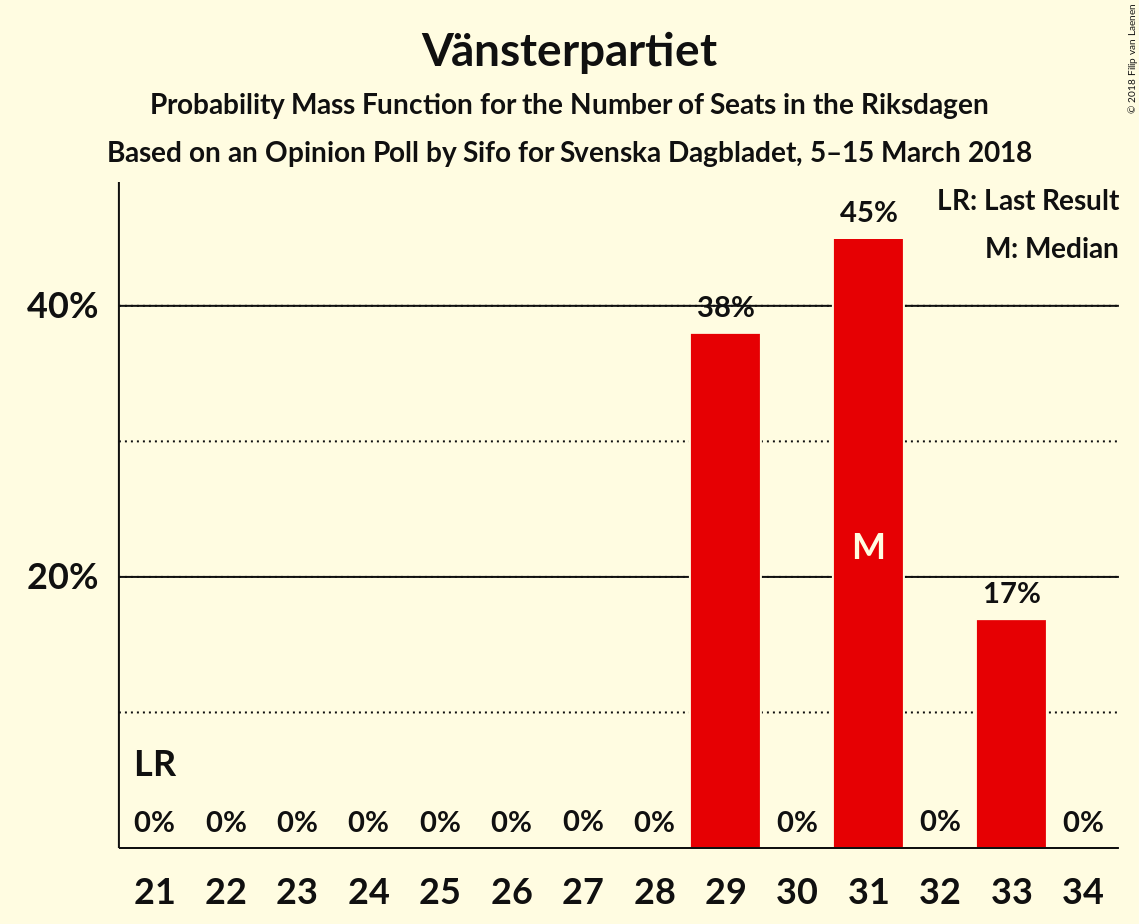 Vänsterpartiet
Probability Mass Function for the Number of Seats in the Riksdagen
Based on an Opinion Poll by Sifo for Svenska Dagbladet, 5–15 March 2018
© 2018 Filip van Laenen
LR: Last Result
M: Median
45%
40%
38%
M
20%
17%
LR
0% 0% 0% 0% 0% 0% 0% 0% 0% 0% 0%
21 22 23 24 25 26 27 28 29 30 31 32 33 34